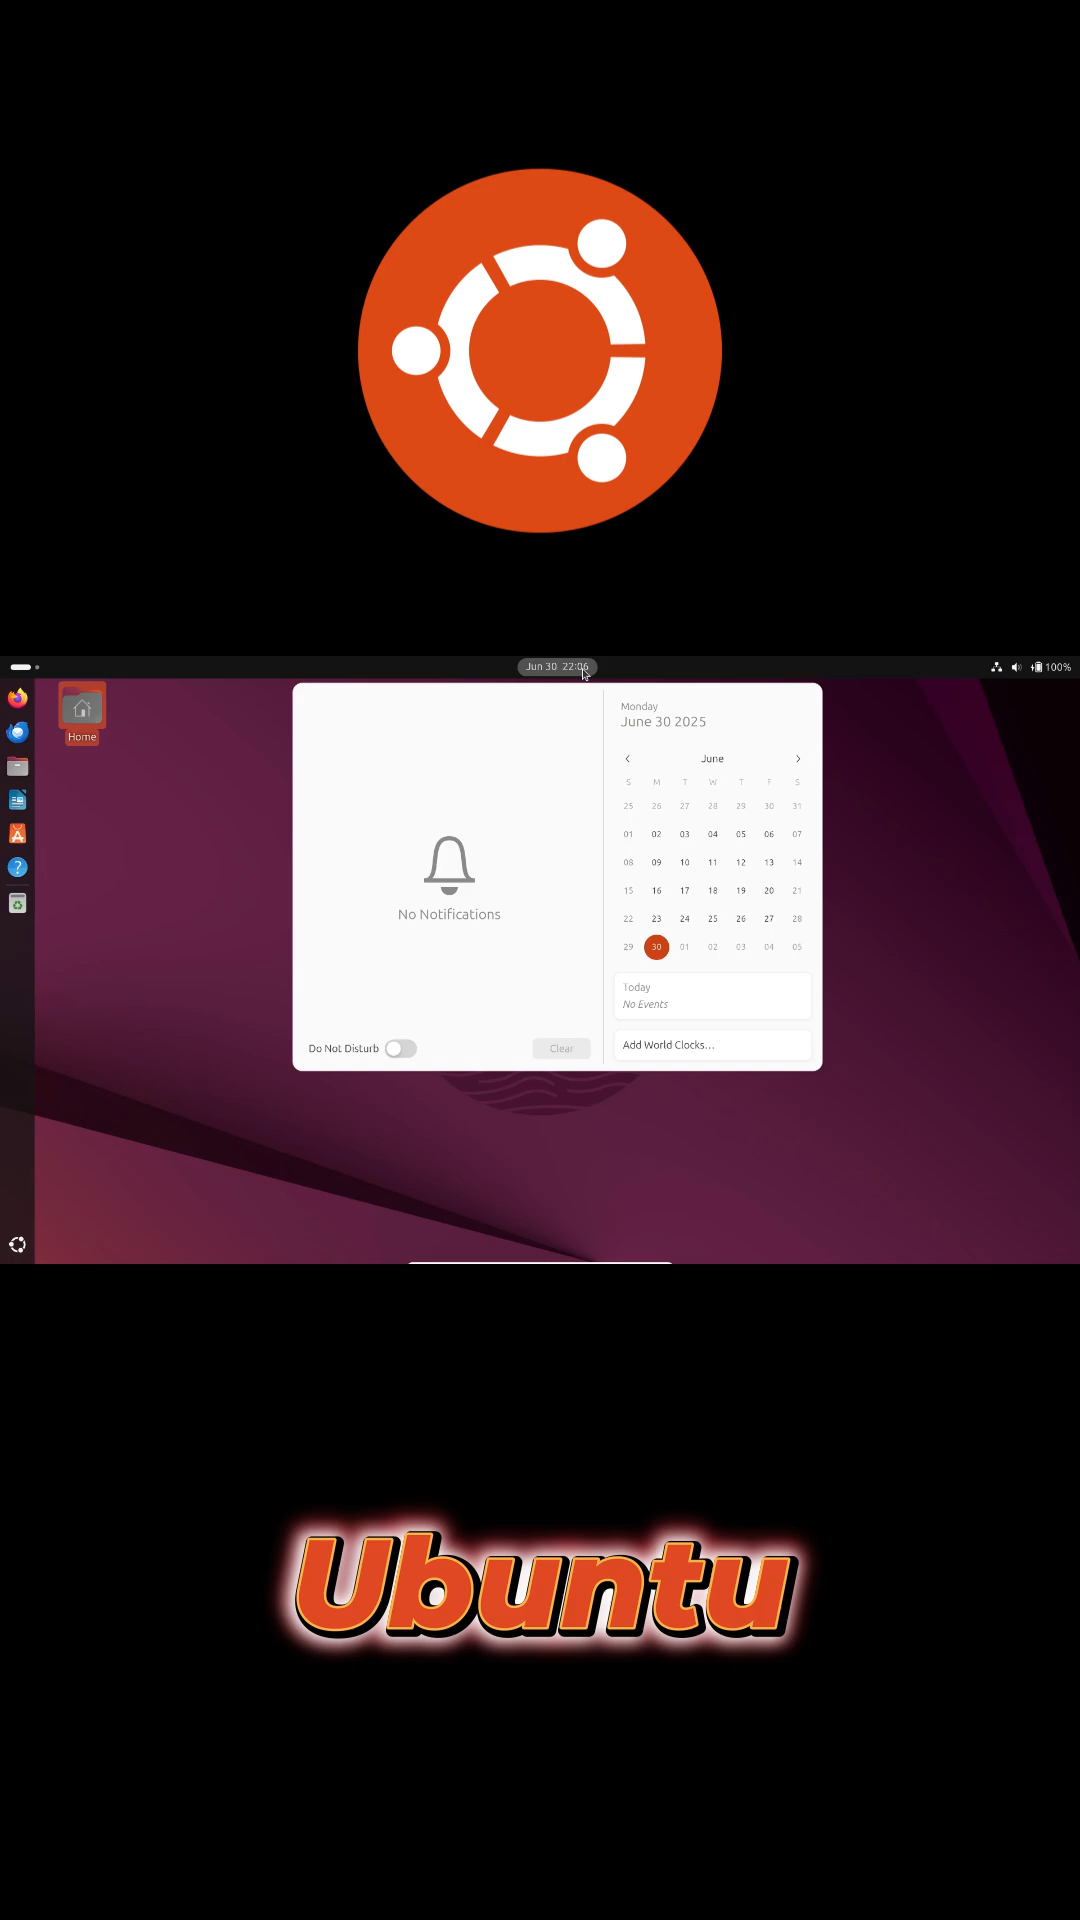 Jun 30 22:06
100%
Home
No Notifications
Do Not Disturb
Clear
Monday
June 30 2025
June
S M T W T F S
25 26 27 28 29 30 31
01 02 03 04 05 06 07
08 09 10 11 12 13 14
15 16 17 18 19 20 21
22 23 24 25 26 27 28
29 30 01 02 03 04 05
Today
No Events
Add World Clocks...
Ubuntu